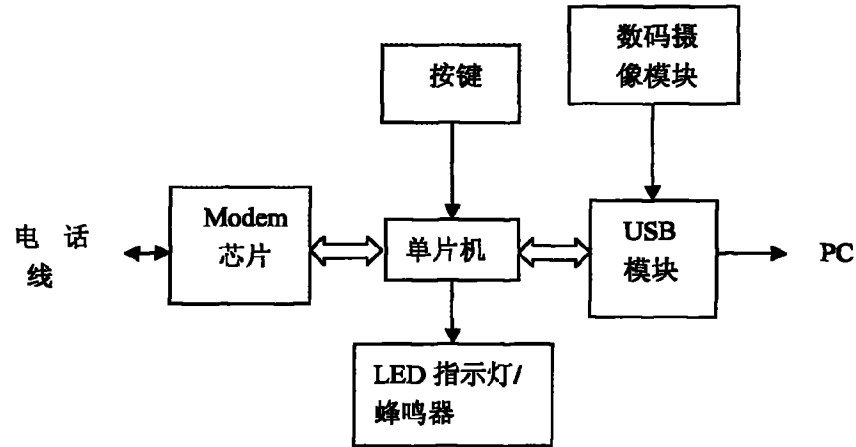 数码摄
像模块
按键
Modem
芯片
单片机
USB
模块
电 话
线
PC
LED 指示灯/
蜂鸣器